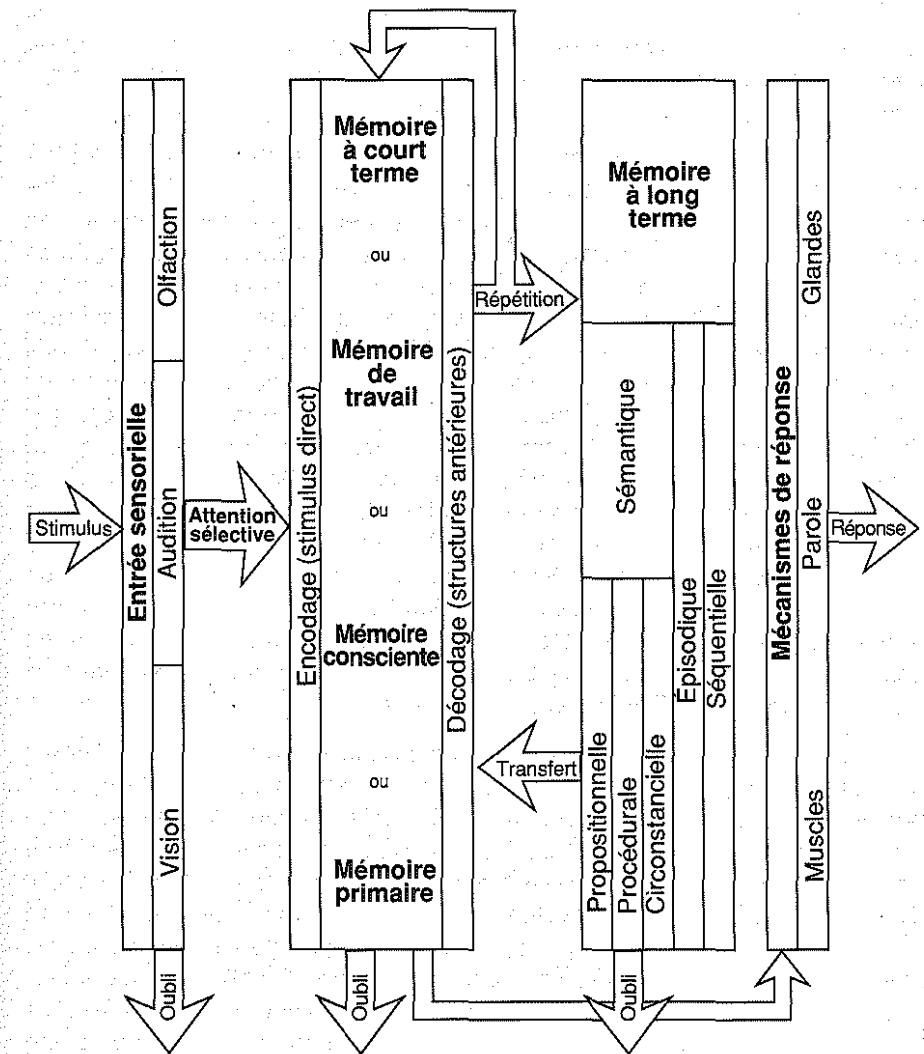 Stimulus
Entrée sensorielle
Olfaction
Audition
Vision
Oubli
Attention
sélective
Encodage (stimulus direct)
Mémoire
à court
terme
ou
Mémoire
de
travail
ou
Mémoire
consciente
ou
Mémoire
primaire
Décodage (structures antérieures)
Oubli
Répétition
Transfert
Mémoire
à long
terme
Sémantique
Propositionnelle
Procédurale
Circonstancielle
Episodique
Séquentielle
Oubli
Mécanismes de réponse
Glandes
Parole
Muscles
Réponse